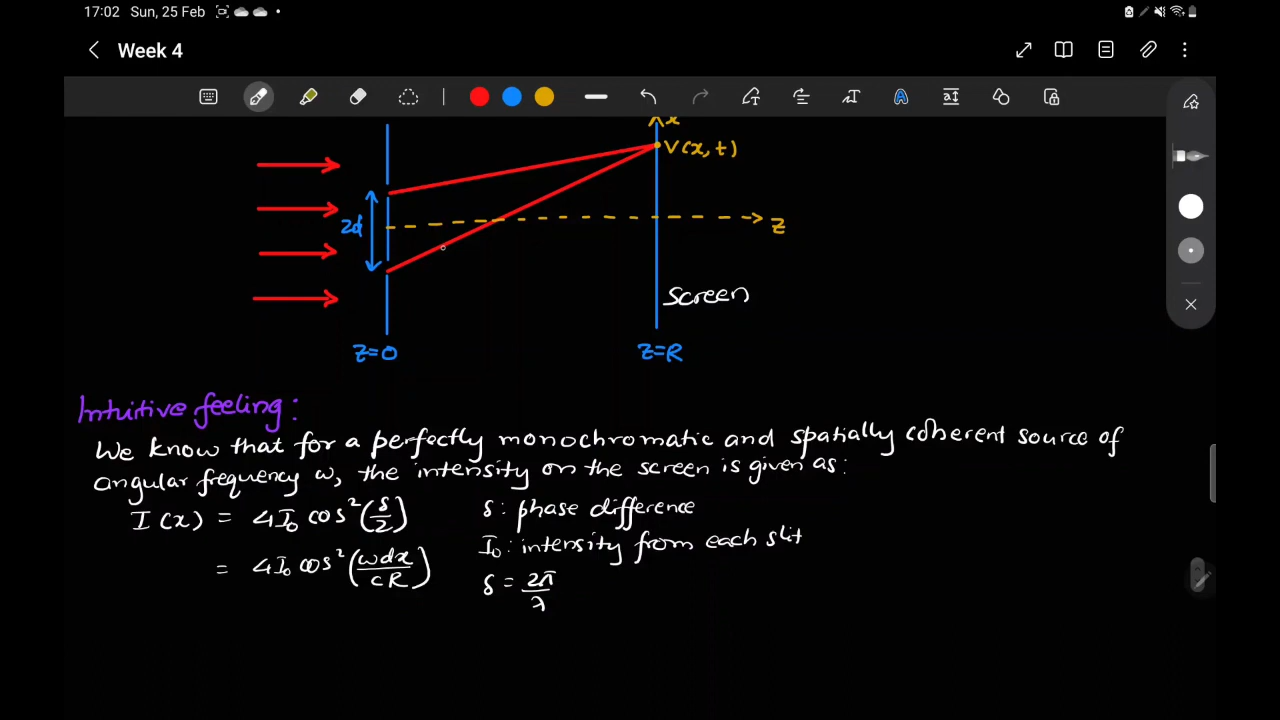 17:02 Sun, 25 Feb
Week 4
x
V(x, t)
2d
z
Screen
Z=0
Z=R
Intuitive feeling:
We know that for a perfectly monochromatic and spatially coherent source of
angular frequency ω, the intensity on the screen is given as:
I(x) = 4I₀ cos²(δ/2)
δ: phase difference
= 4I₀ cos²(ωdx/cR)
I₀: intensity from each slit
δ = 2π/λ